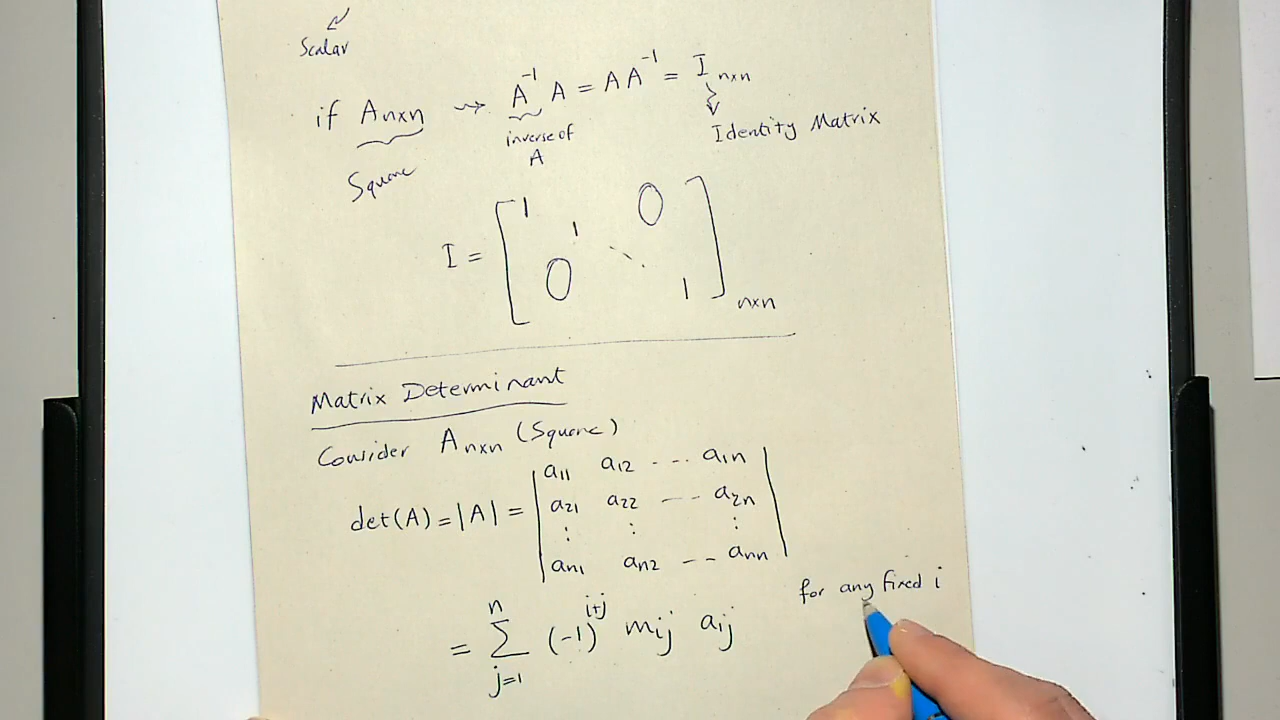 Scalar
if Anxn ⇝ A⁻¹ A = A A⁻¹ = I nxn
inverse of A
Identity Matrix
Square
I = [ 1 1 ⋱ 1 0 0 ] nxn
Matrix Determinant
Consider Anxn (Square)
det(A) = |A| = | a11 a12 --- a1n
a21 a22 --- a2n
⋮ ⋮ ⋮
an1 an2 --- ann |
= Σ_{j=1}^{n} (-1)^{i+j} mij aij for any fixed i